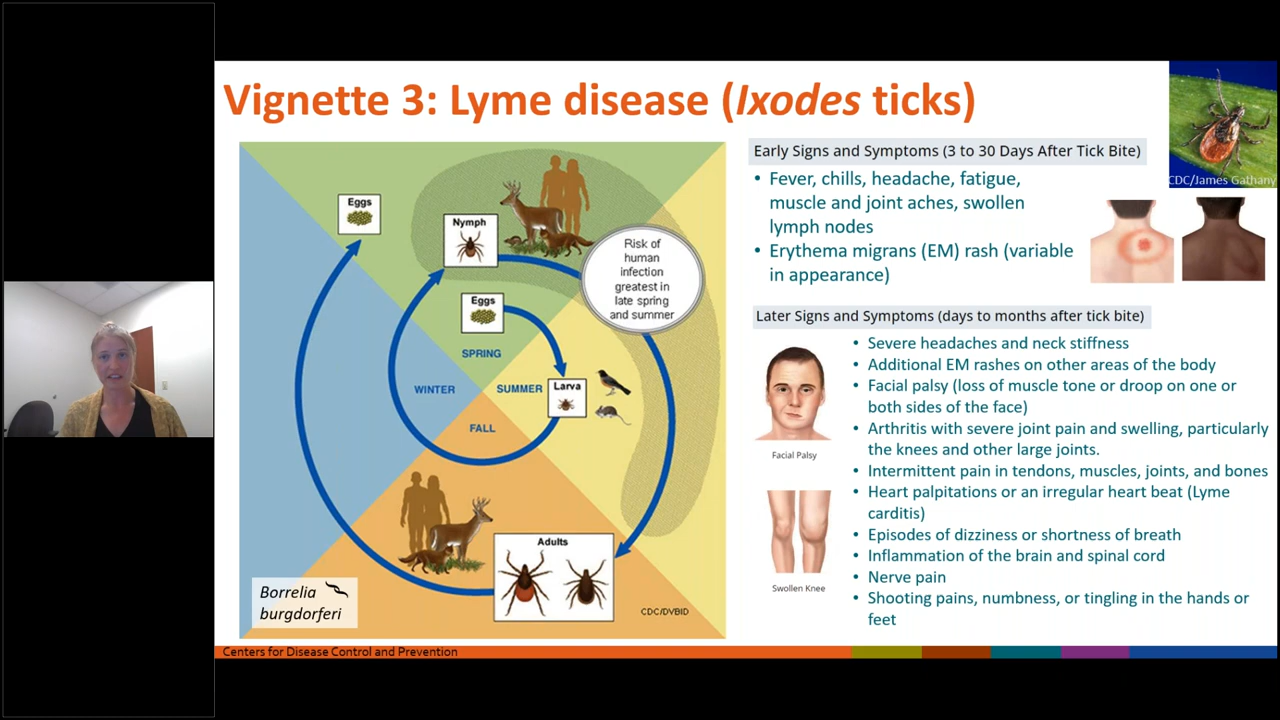 Vignette 3: Lyme disease (Ixodes ticks)
Eggs
Nymph
Risk of
human
infection
greatest in
late spring
and summer
Eggs
SPRING
WINTER
SUMMER
Larva
FALL
Adults
Borrelia
burgdorferi
CDC/DVBID
Early Signs and Symptoms (3 to 30 Days After Tick Bite)
CDC/James Gathany
• Fever, chills, headache, fatigue,
muscle and joint aches, swollen
lymph nodes
• Erythema migrans (EM) rash (variable
in appearance)
Later Signs and Symptoms (days to months after tick bite)
Facial Palsy
Swollen Knee
• Severe headaches and neck stiffness
• Additional EM rashes on other areas of the body
• Facial palsy (loss of muscle tone or droop on one or
both sides of the face)
• Arthritis with severe joint pain and swelling, particularly
the knees and other large joints.
• Intermittent pain in tendons, muscles, joints, and bones
• Heart palpitations or an irregular heart beat (Lyme
carditis)
• Episodes of dizziness or shortness of breath
• Inflammation of the brain and spinal cord
• Nerve pain
• Shooting pains, numbness, or tingling in the hands or
feet
Centers for Disease Control and Prevention